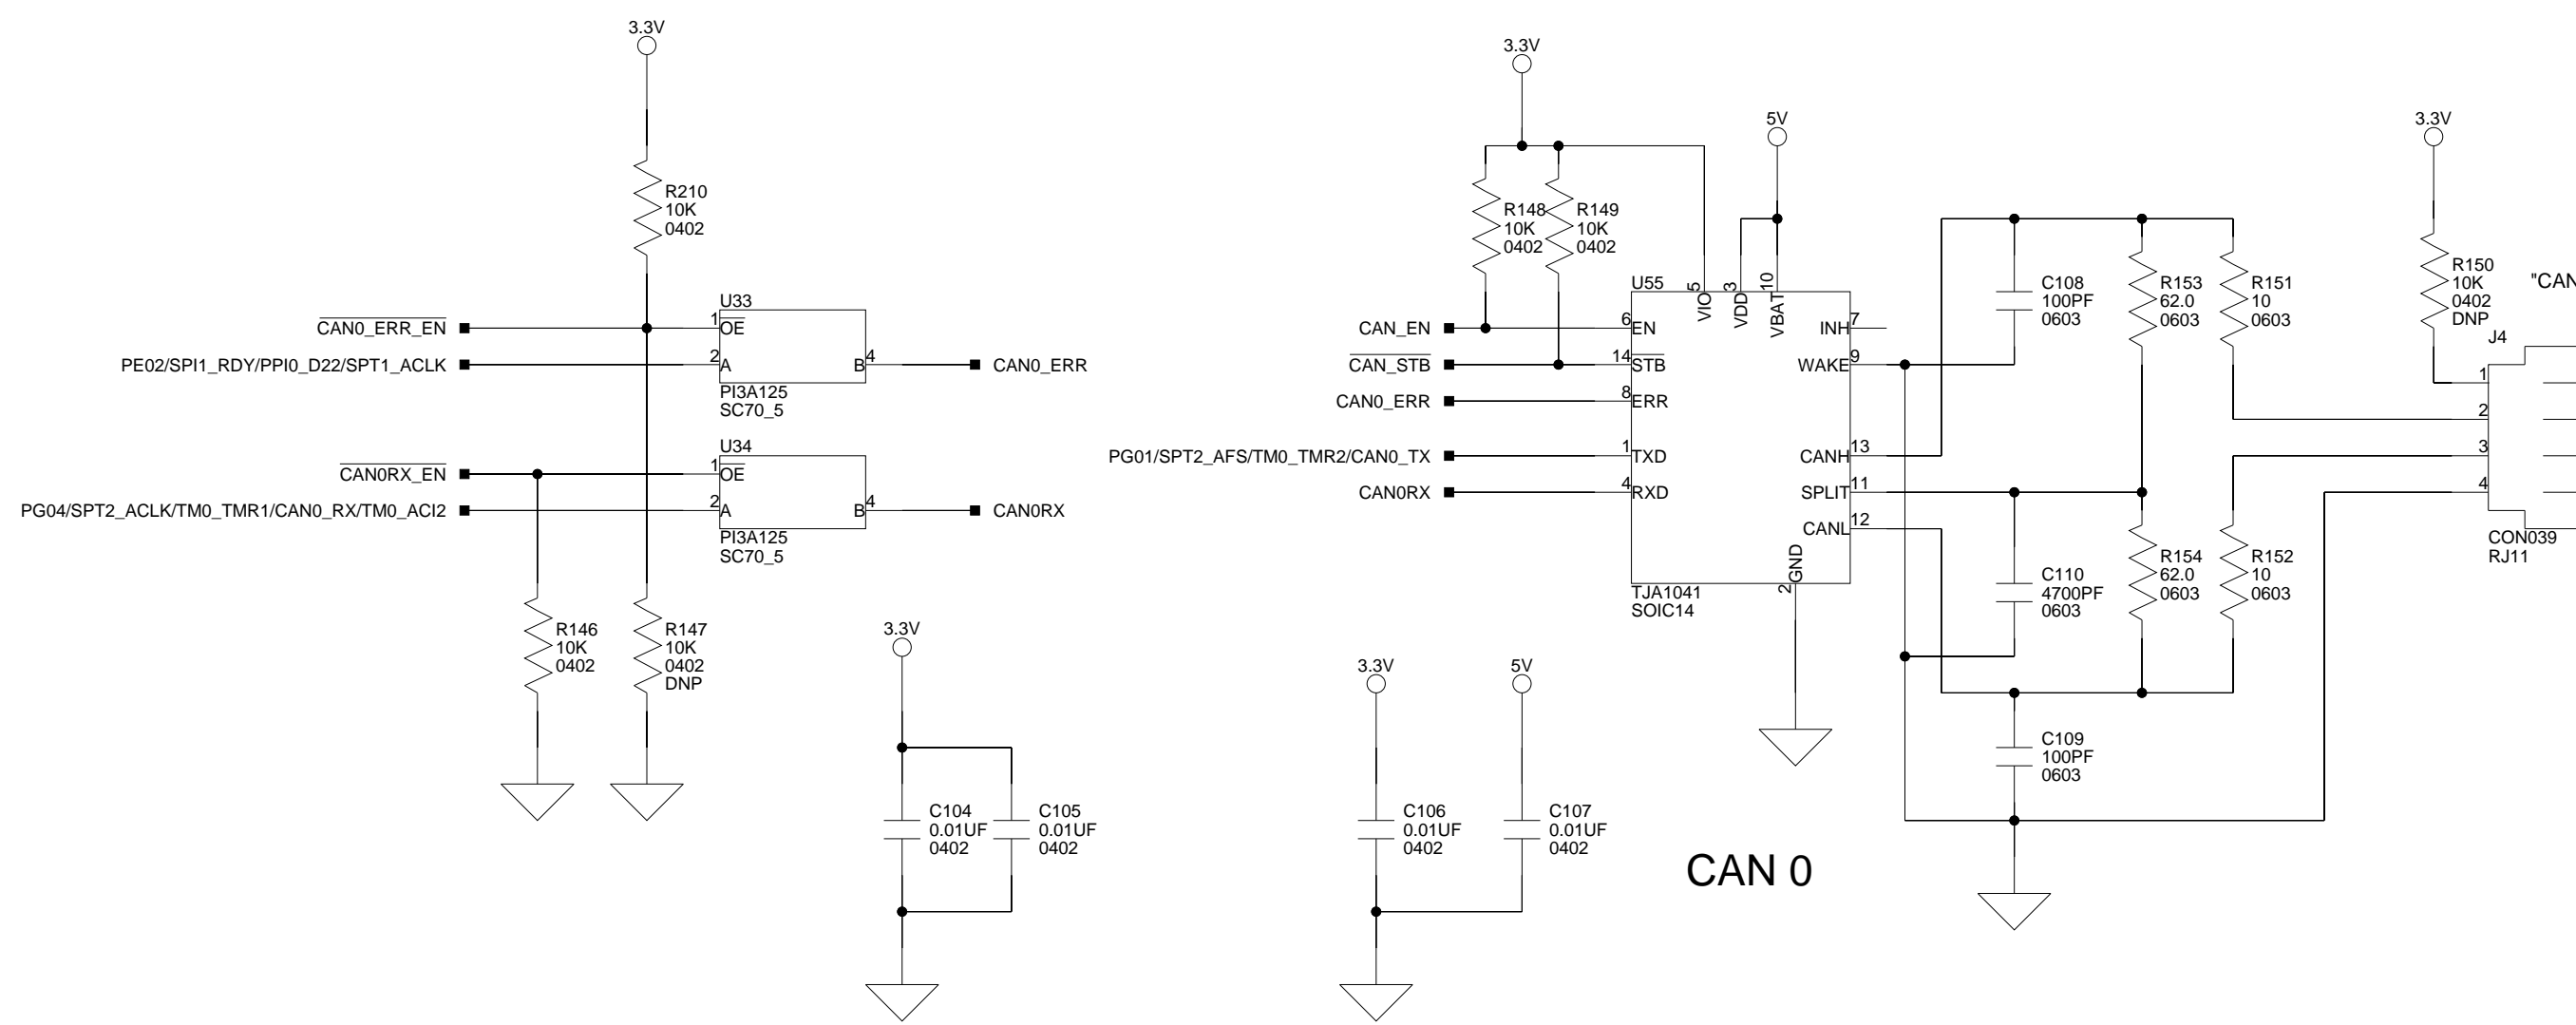 3.3V
R210
10K
0402
U33
CAN0_ERR_EN
1
OE
PE02/SPI1_RDY/PPI0_D22/SPT1_ACLK
2
A
B
4
CAN0_ERR
PI3A125
SC70_5
U34
CAN0RX_EN
1
OE
PG04/SPT2_ACLK/TM0_TMR1/CAN0_RX/TM0_ACI2
2
A
B
4
CAN0RX
PI3A125
SC70_5
R146
10K
0402
R147
10K
0402
DNP
3.3V
C104
0.01UF
0402
C105
0.01UF
0402
3.3V
5V
R148
10K
0402
R149
10K
0402
U55
5
VIO
3
VDD
10
VBAT
CAN_EN
6
EN
CAN_STB
14
STB
CAN0_ERR
8
ERR
PG01/SPT2_AFS/TM0_TMR2/CAN0_TX
1
TXD
CAN0RX
4
RXD
INH
7
WAKE
9
CANH
13
SPLIT
11
CANL
12
GND
2
TJA1041
SOIC14
3.3V
C106
0.01UF
0402
5V
C107
0.01UF
0402
CAN 0
C108
100PF
0603
R153
62.0
0603
R151
10
0603
C110
4700PF
0603
R154
62.0
0603
R152
10
0603
C109
100PF
0603
3.3V
R150
10K
0402
DNP
"CAN
J4
1
2
3
4
CON039
RJ11